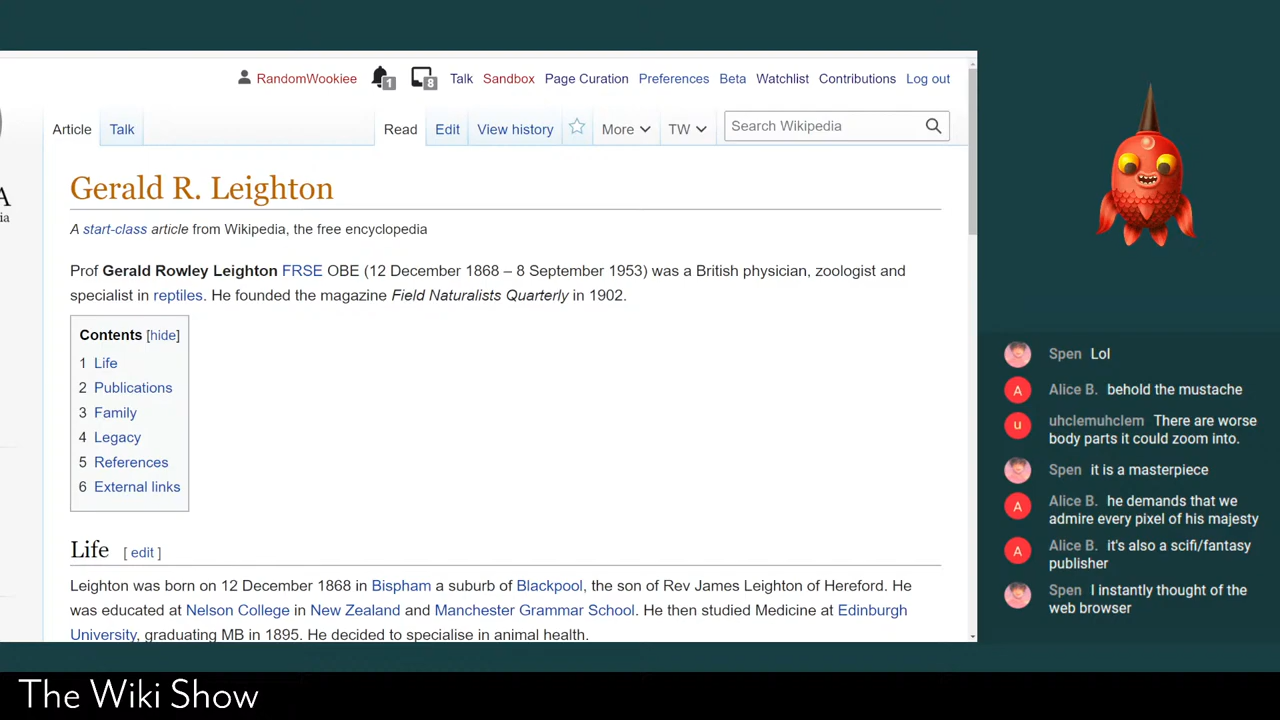 RandomWookiee 1 8 Talk Sandbox Page Curation Preferences Beta Watchlist Contributions Log out
Article Talk Read Edit View history More TW Search Wikipedia
A
ia
Gerald R. Leighton
A start-class article from Wikipedia, the free encyclopedia
Prof Gerald Rowley Leighton FRSE OBE (12 December 1868 – 8 September 1953) was a British physician, zoologist and
specialist in reptiles. He founded the magazine Field Naturalists Quarterly in 1902.
Contents [hide]
1 Life
2 Publications
3 Family
4 Legacy
5 References
6 External links
Life [ edit ]
Leighton was born on 12 December 1868 in Bispham a suburb of Blackpool, the son of Rev James Leighton of Hereford. He
was educated at Nelson College in New Zealand and Manchester Grammar School. He then studied Medicine at Edinburgh
University, graduating MB in 1895. He decided to specialise in animal health.
Spen Lol
A Alice B. behold the mustache
u uhclemuhclem There are worse
body parts it could zoom into.
Spen it is a masterpiece
A Alice B. he demands that we
admire every pixel of his majesty
A Alice B. it's also a scifi/fantasy
publisher
Spen I instantly thought of the
web browser
The Wiki Show